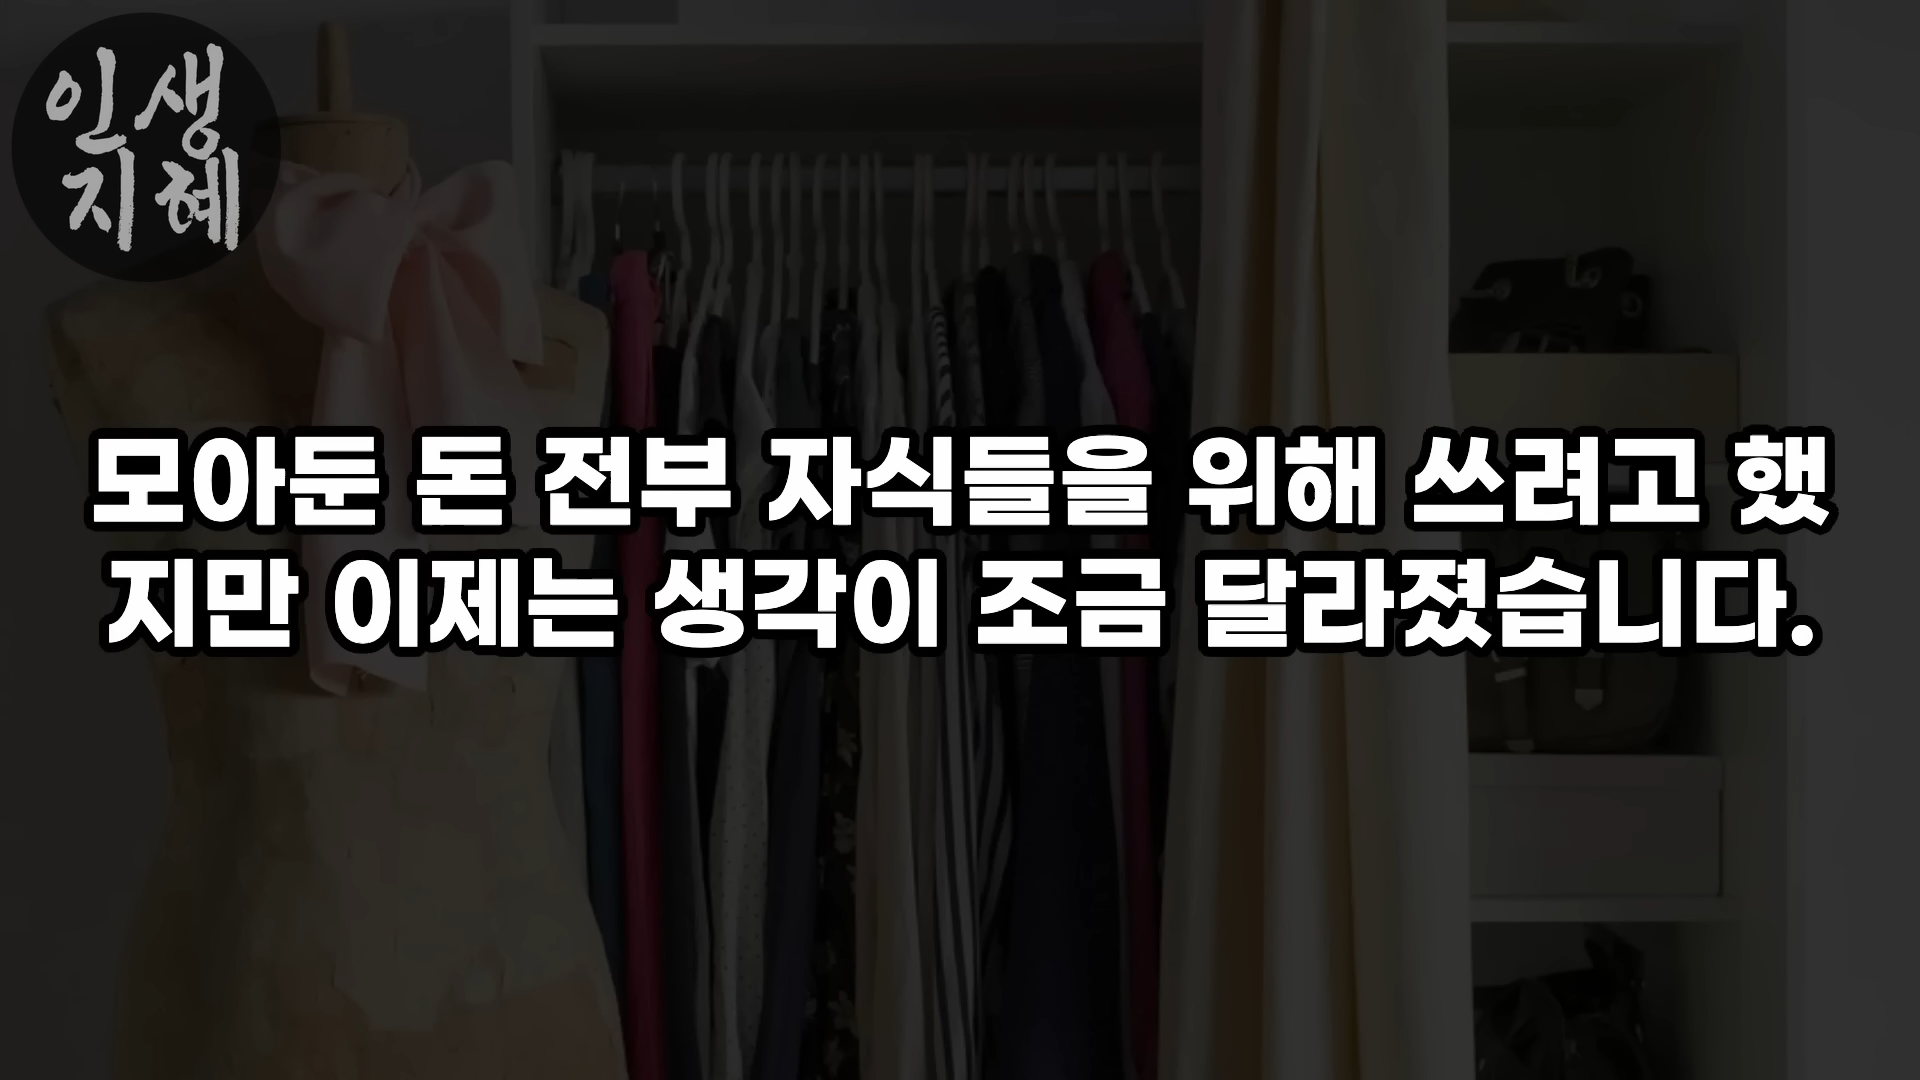 인생
지혜
모아둔 돈 전부 자식들을 위해 쓰려고 했
지만 이제는 생각이 조금 달라졌습니다.